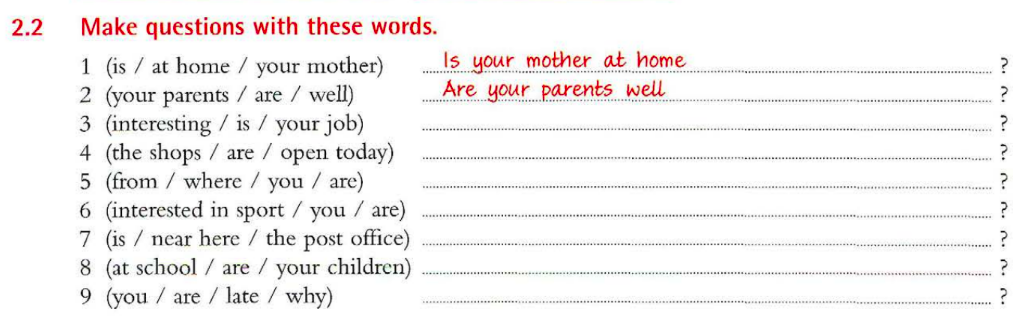 2.2 Make questions with these words.
1 (is / at home / your mother) Is your mother at home ?
2 (your parents / are / well) Are your parents well ?
3 (interesting / is / your job) ?
4 (the shops / are / open today) ?
5 (from / where / you / are) ?
6 (interested in sport / you / are) ?
7 (is / near here / the post office) ?
8 (at school / are / your children) ?
9 (you / are / late / why) ?